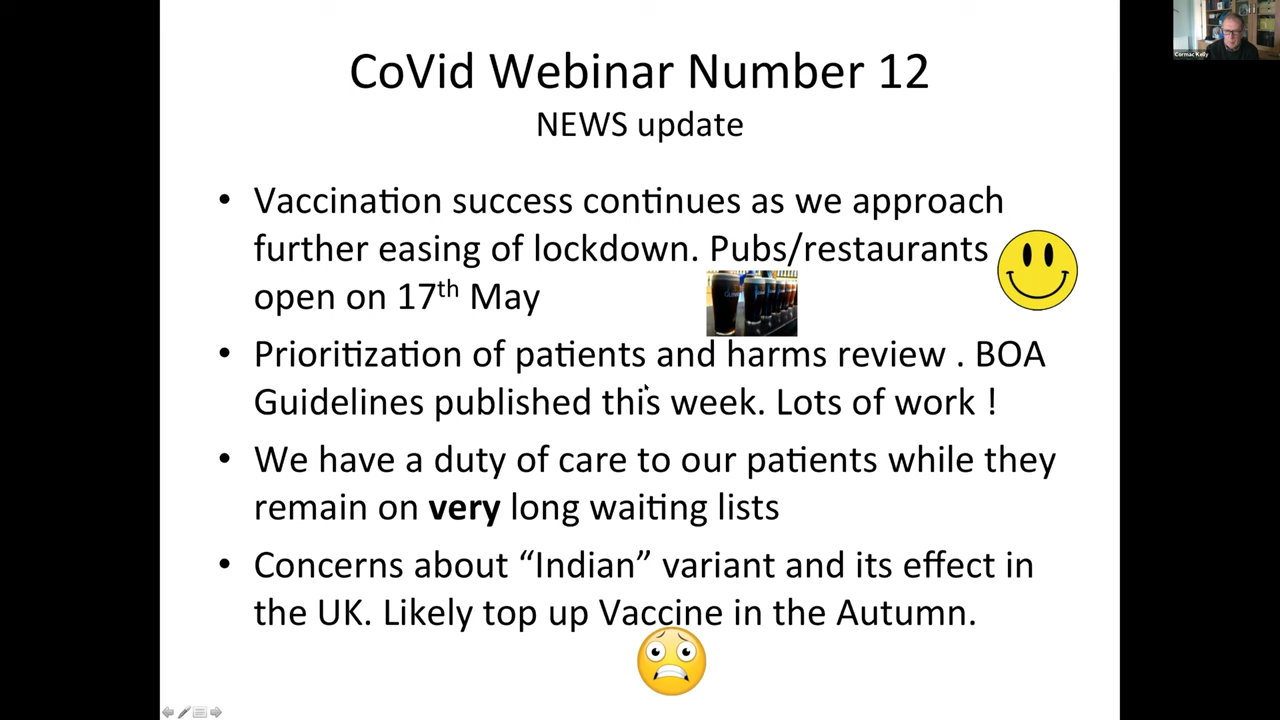 CoVid Webinar Number 12
NEWS update
• Vaccination success continues as we approach
further easing of lockdown. Pubs/restaurants
open on 17th May
• Prioritization of patients and harms review . BOA
Guidelines published this week. Lots of work !
• We have a duty of care to our patients while they
remain on very long waiting lists
• Concerns about “Indian” variant and its effect in
the UK. Likely top up Vaccine in the Autumn.
Cormac Kelly